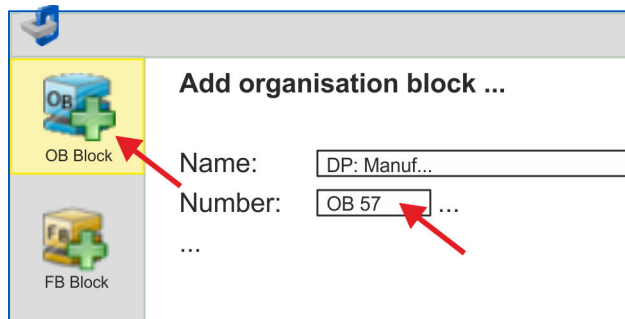 Add organisation block ...
OB
OB Block
Name: DP: Manuf...
Number: OB 57 ...
...
FB
FB Block